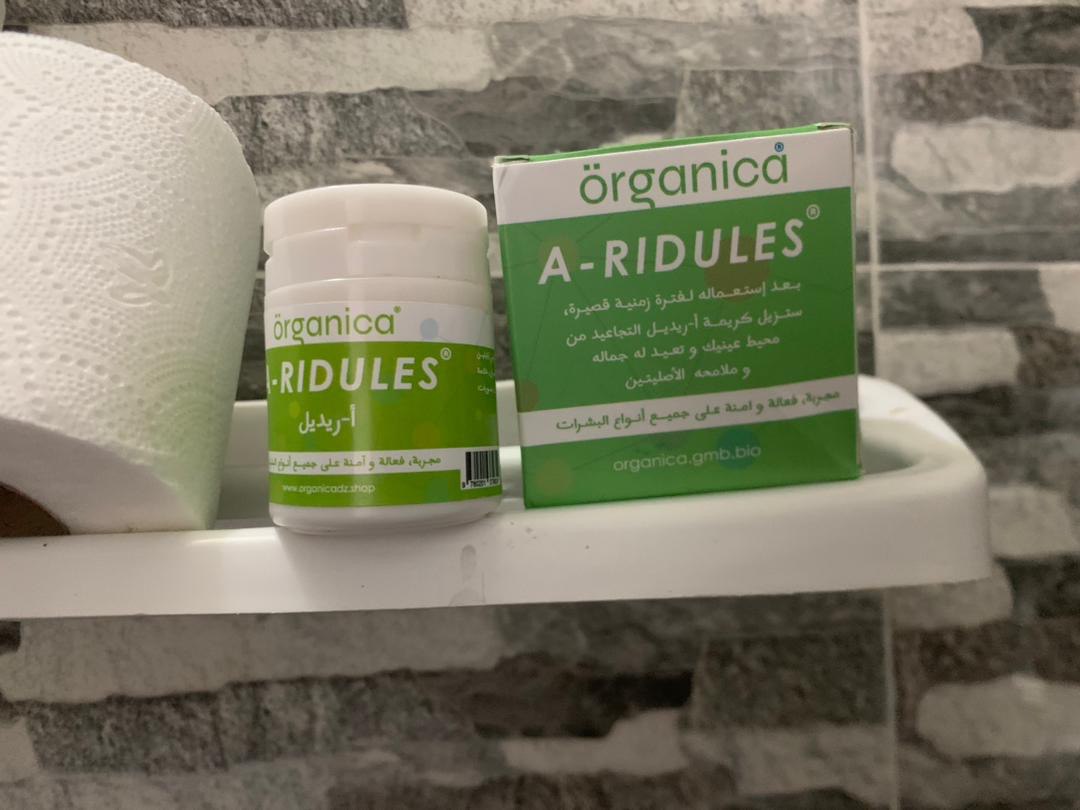 örganica®
A-RIDULES®
بعد إستعماله لفترة زمنية قصيرة،
ستزيل كريمة أ-ريديل التجاعيد من
محيط عينيك و تعيد له جماله
و ملامحه الأصليتين
مجربة، فعالة و امنة على جميع أنواع البشرات
organica.gmb.bio
örganica®
-RIDULES®
أ-ريديل
مجربة، فعالة و آمنة على جميع أنواع
www.organicadz.shop